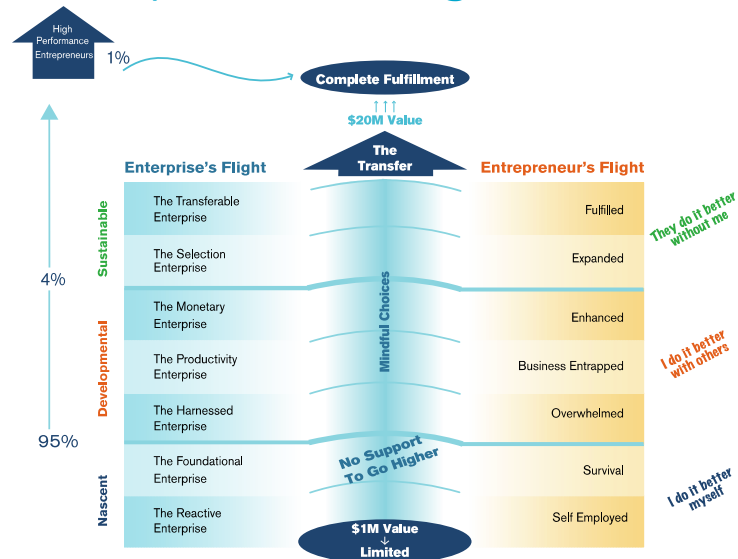 High
Performance
Entrepreneurs
1%
Complete Fulfillment
$20M Value
The
Transfer
Enterprise's Flight
Entrepreneur's Flight
Sustainable
The Transferable
Enterprise
Fulfilled
They do it better
without me
The Selection
Enterprise
Expanded
4%
Mindful Choices
Developmental
The Monetary
Enterprise
Enhanced
The Productivity
Enterprise
Business Entrapped
I do it better
with others
The Harnessed
Enterprise
Overwhelmed
95%
No Support
To Go Higher
Nascent
The Foundational
Enterprise
Survival
I do it better
myself
The Reactive
Enterprise
Self Employed
$1M Value
Limited